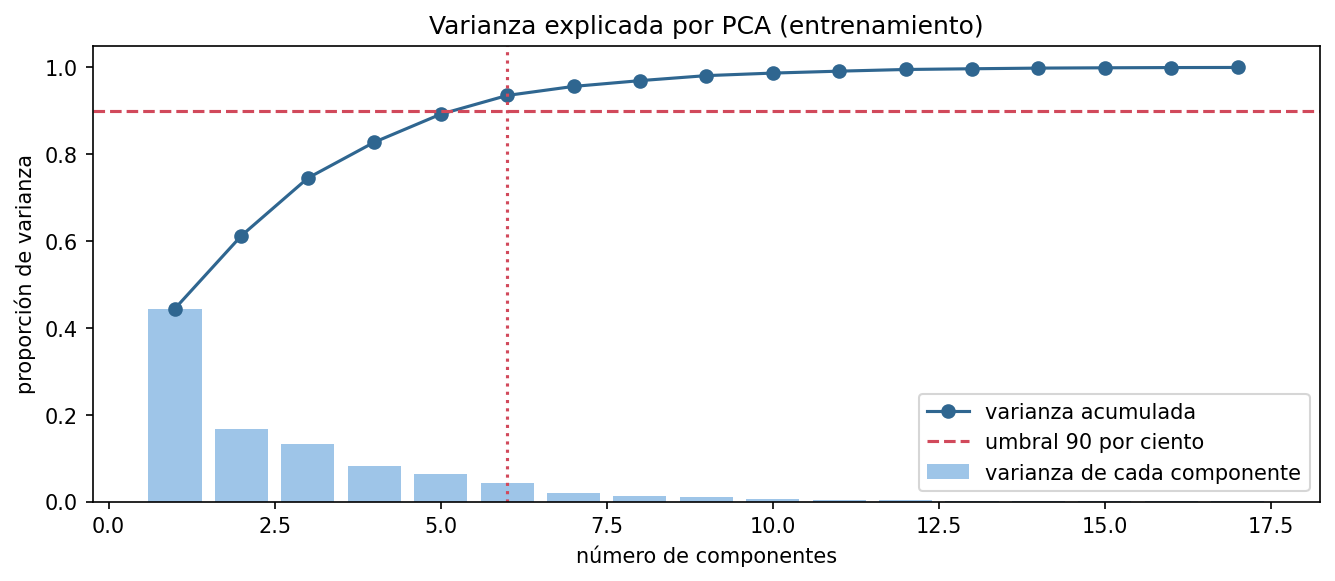 Varianza explicada por PCA (entrenamiento)
proporción de varianza
1.0
0.8
0.6
0.4
0.2
0.0
varianza acumulada
umbral 90 por ciento
varianza de cada componente
0.0 2.5 5.0 7.5 10.0 12.5 15.0 17.5
número de componentes